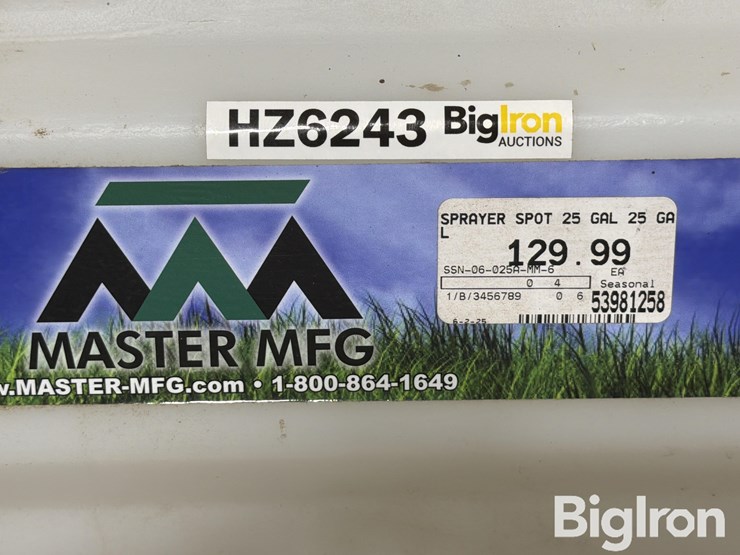 HZ6243 BigIron
AUCTIONS
SPRAYER SPOT 25 GAL 25 GA
L
129.99
SSN-06-025A-MM-6
EA
0 4
Seasonal
1/B/3456789 0 6 53981258
6-2-25
MASTER MFG
w.MASTER-MFG.com • 1-800-864-1649
BigIron